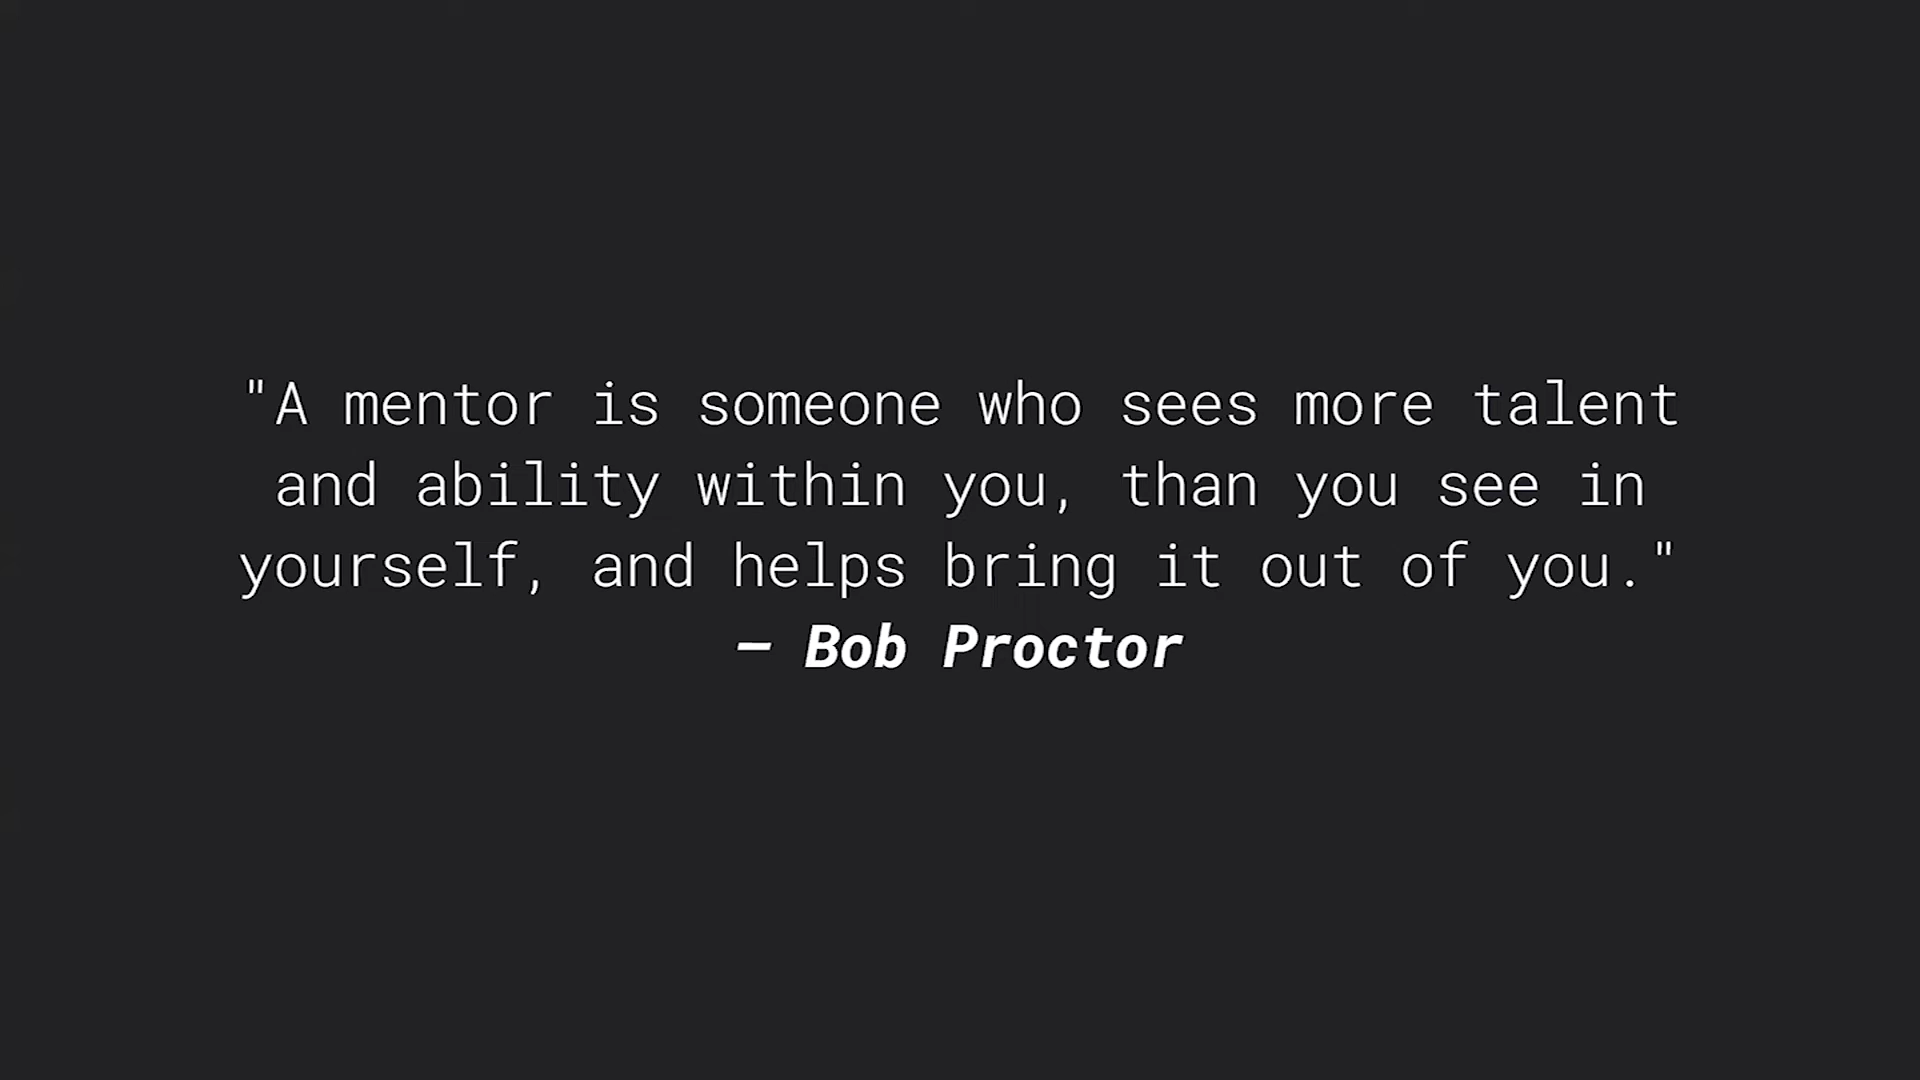 "A mentor is someone who sees more talent
and ability within you, than you see in
yourself, and helps bring it out of you."
— Bob Proctor